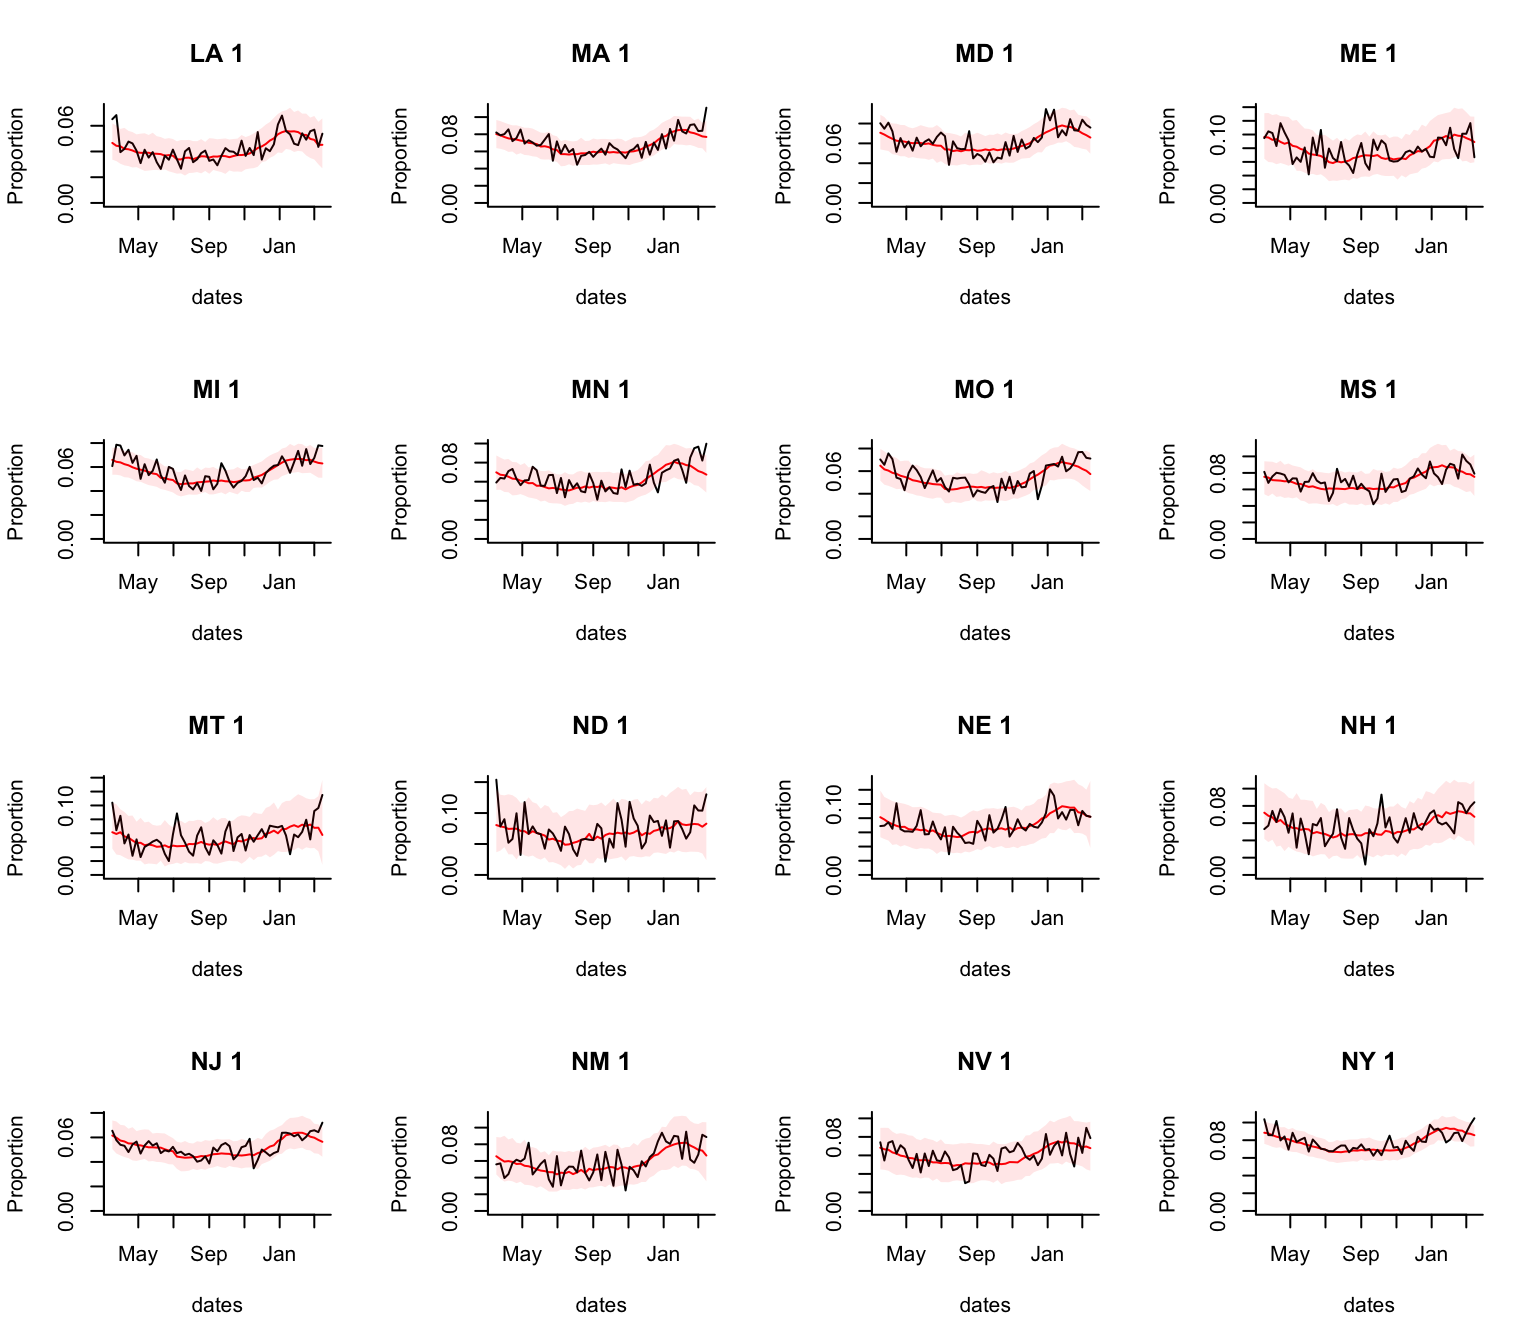 LA 1
Proportion
0.06
0.00
May Sep Jan
dates
MA 1
Proportion
0.08
0.00
May Sep Jan
dates
MD 1
Proportion
0.06
0.00
May Sep Jan
dates
ME 1
Proportion
0.10
0.00
May Sep Jan
dates
MI 1
Proportion
0.06
0.00
May Sep Jan
dates
MN 1
Proportion
0.08
0.00
May Sep Jan
dates
MO 1
Proportion
0.06
0.00
May Sep Jan
dates
MS 1
Proportion
0.08
0.00
May Sep Jan
dates
MT 1
Proportion
0.10
0.00
May Sep Jan
dates
ND 1
Proportion
0.10
0.00
May Sep Jan
dates
NE 1
Proportion
0.10
0.00
May Sep Jan
dates
NH 1
Proportion
0.08
0.00
May Sep Jan
dates
NJ 1
Proportion
0.06
0.00
May Sep Jan
dates
NM 1
Proportion
0.08
0.00
May Sep Jan
dates
NV 1
Proportion
0.08
0.00
May Sep Jan
dates
NY 1
Proportion
0.08
0.00
May Sep Jan
dates